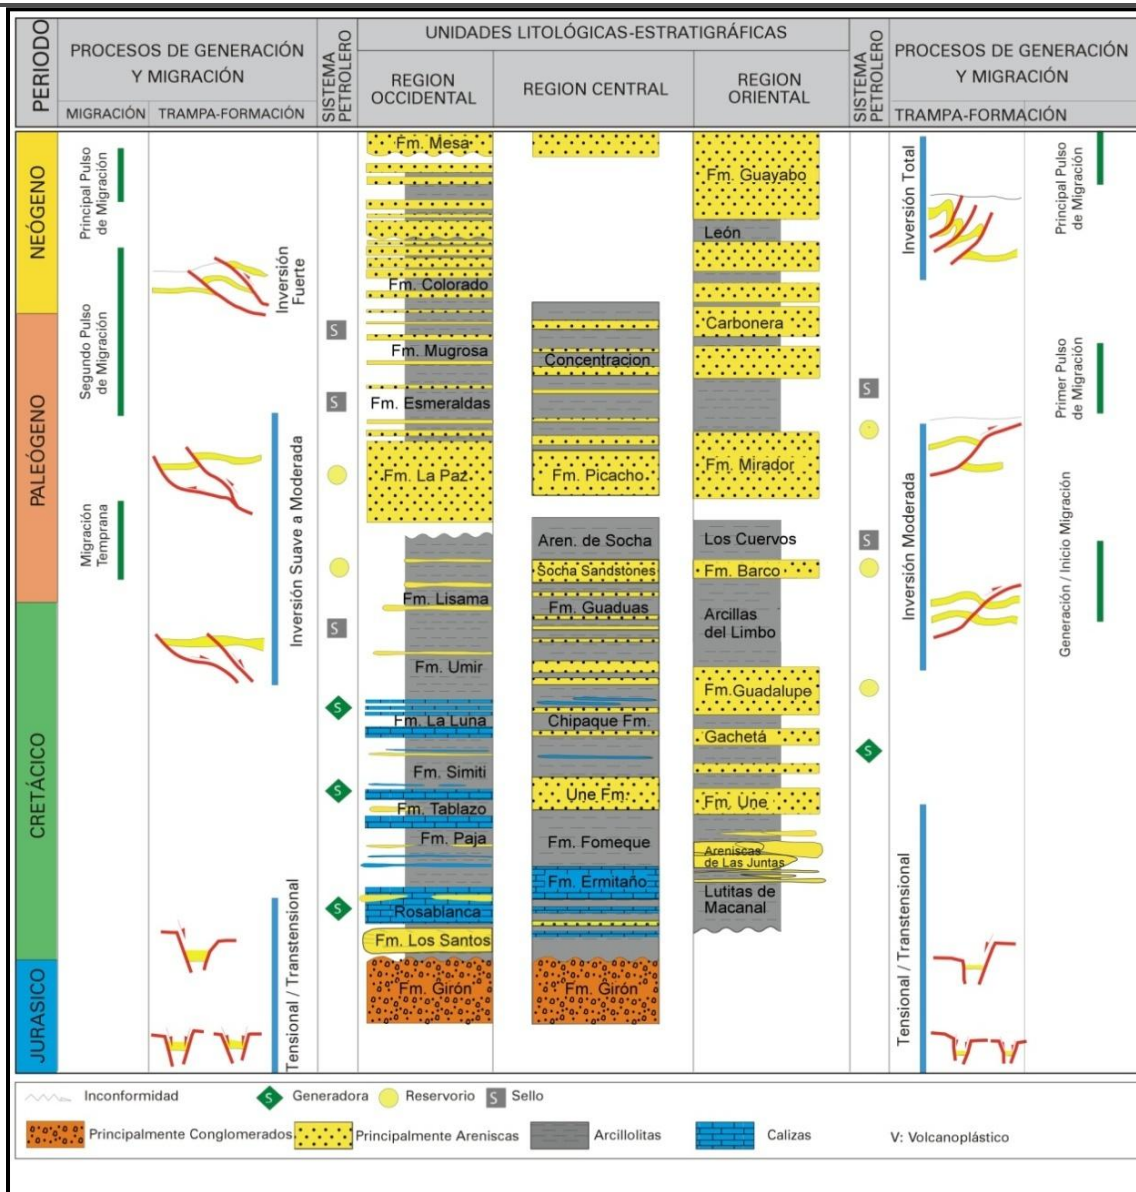 PERIODO
PROCESOS DE GENERACIÓN
Y MIGRACIÓN
MIGRACIÓN
TRAMPA-FORMACIÓN
SISTEMA
PETROLERO
UNIDADES LITOLÓGICAS-ESTRATIGRÁFICAS
REGION
OCCIDENTAL
REGION CENTRAL
REGION
ORIENTAL
SISTEMA
PETROLERO
PROCESOS DE GENERACIÓN
Y MIGRACIÓN
TRAMPA-FORMACIÓN
NEÓGENO
PALEÓGENO
CRETÁCICO
JURASICO
Principal Pulso
de Migración
Segundo Pulso
de Migración
Migración
Temprana
Inversión
Fuerte
Inversión Suave a Moderada
Tensional / Transtensional
S
S
S
S
S
S
Fm. Mesa
Fm. Colorado
Fm. Mugrosa
Fm. Esmeraldas
Fm. La Paz
Fm. Lisama
Fm. Umir
Fm. La Luna
Fm. Simiti
Fm. Tablazo
Fm. Paja
Rosablanca
Fm. Los Santos
Fm. Girón
Concentracion
Fm. Picacho
Aren. de Socha
Socha Sandstones
Fm. Guaduas
Chipaque Fm.
Une Fm.
Fm. Fomeque
Fm. Ermitaño
Fm. Girón
Fm. Guayabo
León
Carbonera
Fm. Mirador
Los Cuervos
Fm. Barco
Arcillas
del Limbo
Fm. Guadalupe
Gachetá
Fm. Une
Areniscas
de Las Juntas
Lutitas de
Macanal
S
S
S
Inversión Total
Inversión Moderada
Tensional / Transtentional
Principal Pulso
de Migración
Primer Pulso
de Migración
Generación / Inicio Migración
Inconformidad
S Generadora
Reservorio
S Sello
Principalmente Conglomerados
Principalmente Areniscas
Arcillolitas
Calizas
V: Volcanoplástico